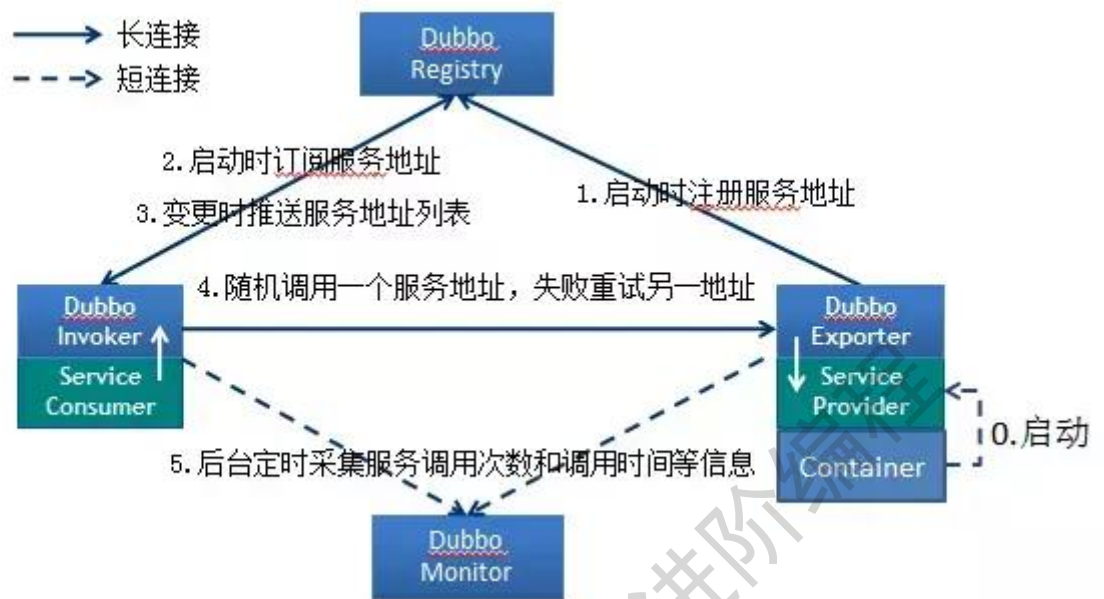 长连接
短连接
Dubbo
Registry
2.启动时订阅服务地址
3.变更时推送服务地址列表
1.启动时注册服务地址
4.随机调用一个服务地址，失败重试另一地址
Dubbo
Invoker
Service
Consumer
Dubbo
Exporter
Service
Provider
Container
0.启动
5.后台定时采集服务调用次数和调用时间等信息
Dubbo
Monitor
进阶编程